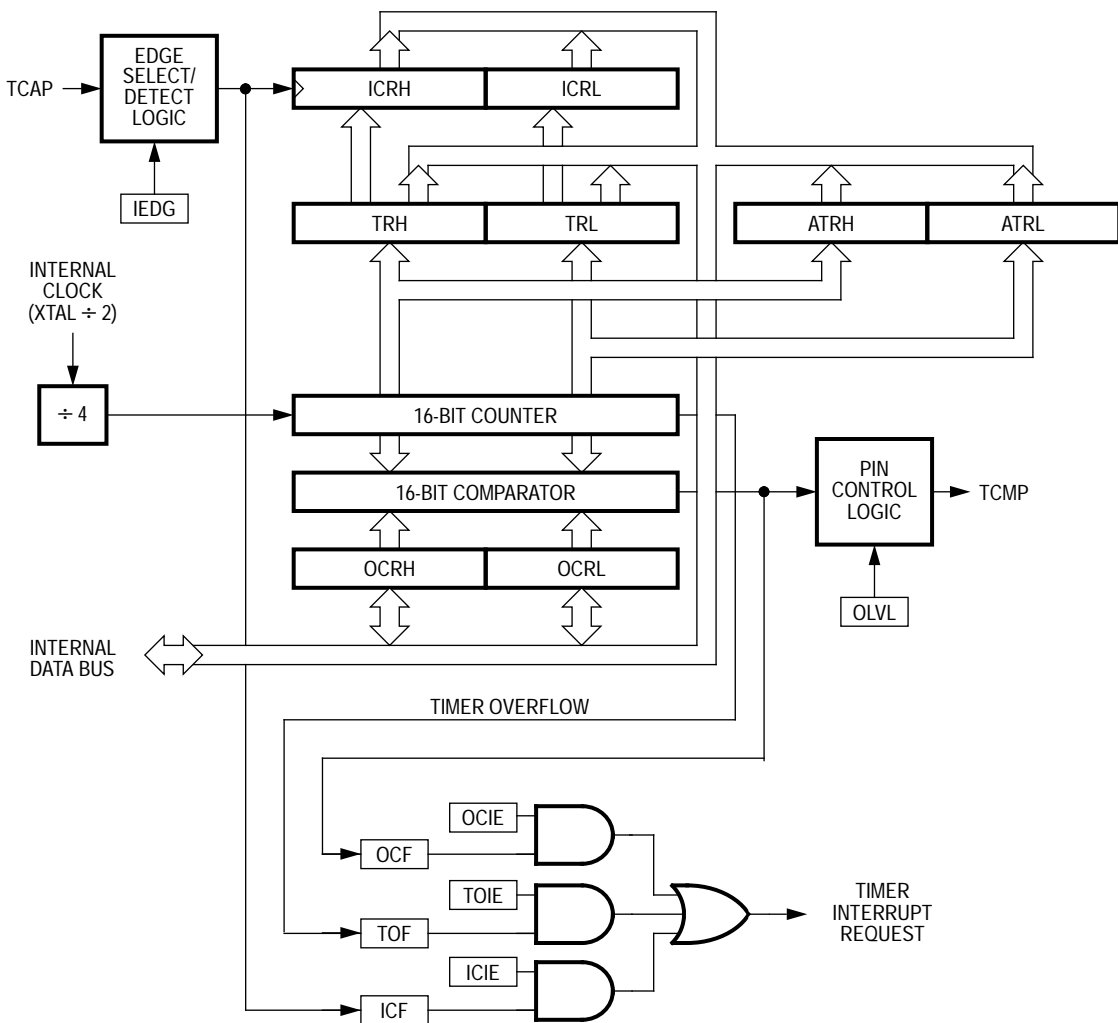 EDGE
SELECT/
DETECT
LOGIC
TCAP
ICRH
ICRL
IEDG
TRH
TRL
ATRH
ATRL
INTERNAL
CLOCK
(XTAL ÷ 2)
÷ 4
16-BIT COUNTER
16-BIT COMPARATOR
PIN
CONTROL
LOGIC
TCMP
OCRH
OCRL
OLVL
INTERNAL
DATA BUS
TIMER OVERFLOW
OCIE
OCF
TOIE
TOF
TIMER
INTERRUPT
REQUEST
ICIE
ICF